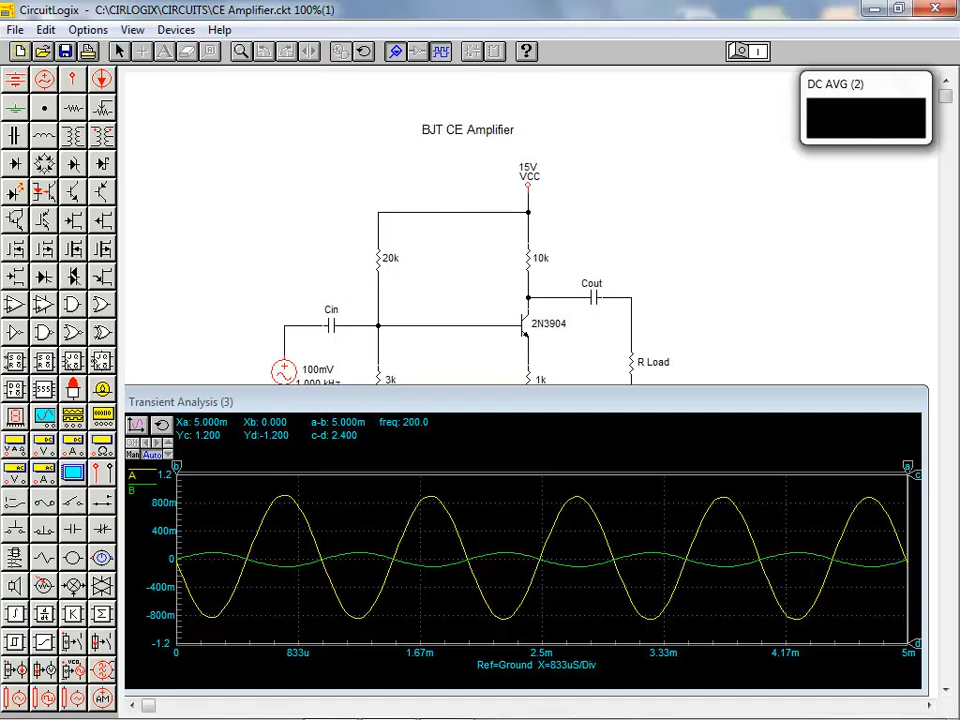 CircuitLogix - C:\CIRLOGIX\CIRCUITS\CE Amplifier.ckt 100%(1)
File Edit Options View Devices Help
DC AVG (2)
BJT CE Amplifier
15V
VCC
20k
10k
Cout
Cin
2N3904
R Load
100mV
1.000 kHz
3k
1k
Transient Analysis (3)
Xa: 5.000m Xb: 0.000 a-b: 5.000m freq: 200.0
Yc: 1.200 Yd:-1.200 c-d: 2.400
Off
Man Auto
b
a
A 1.2
c
B
800m
400m
0
-400m
-800m
-1.2
d
0 833u 1.67m 2.5m 3.33m 4.17m 5m
Ref=Ground X=833uS/Div
555
K
VCO
AM